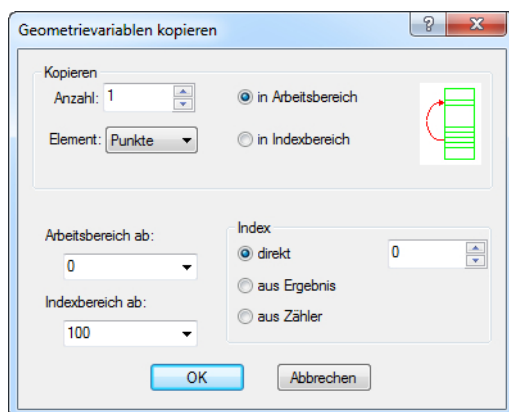 Geometrievariablen kopieren
?
Kopieren
Anzahl: 1
in Arbeitsbereich
Element: Punkte
in Indexbereich
Arbeitsbereich ab:
0
Indexbereich ab:
100
Index
direkt 0
aus Ergebnis
aus Zähler
OK Abbrechen